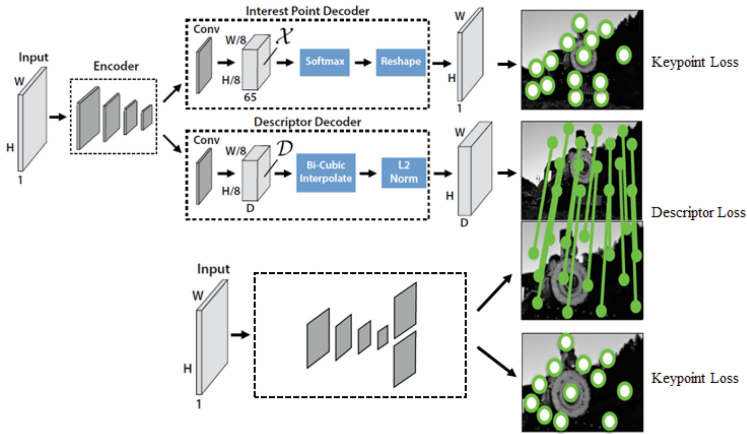 Interest Point Decoder
Input
Conv
W/8
𝒳
W
W
Encoder
Softmax
Reshape
Keypoint Loss
H/8
H
65
1
H
Descriptor Decoder
Conv
W/8
𝒟
W
1
Bi-Cubic
Interpolate
L2
Norm
H/8
H
D
D
Descriptor Loss
Input
W
H
1
Keypoint Loss